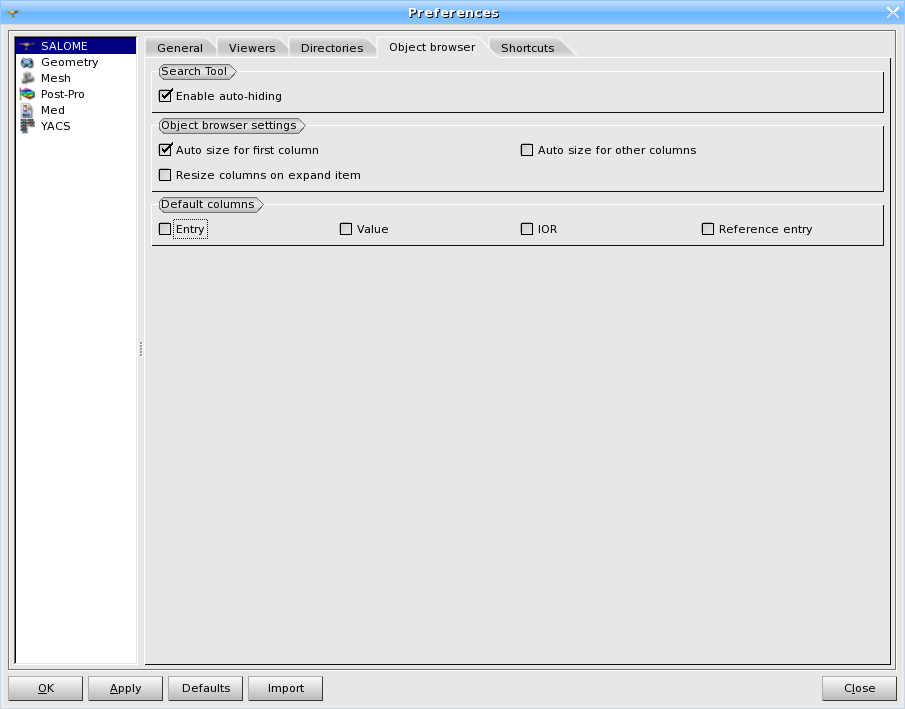 Preferences
SALOME
Geometry
Mesh
Post-Pro
Med
YACS
General Viewers Directories Object browser Shortcuts
Search Tool
Enable auto-hiding
Object browser settings
Auto size for first column Auto size for other columns
Resize columns on expand item
Default columns
Entry Value IOR Reference entry
OK Apply Defaults Import Close